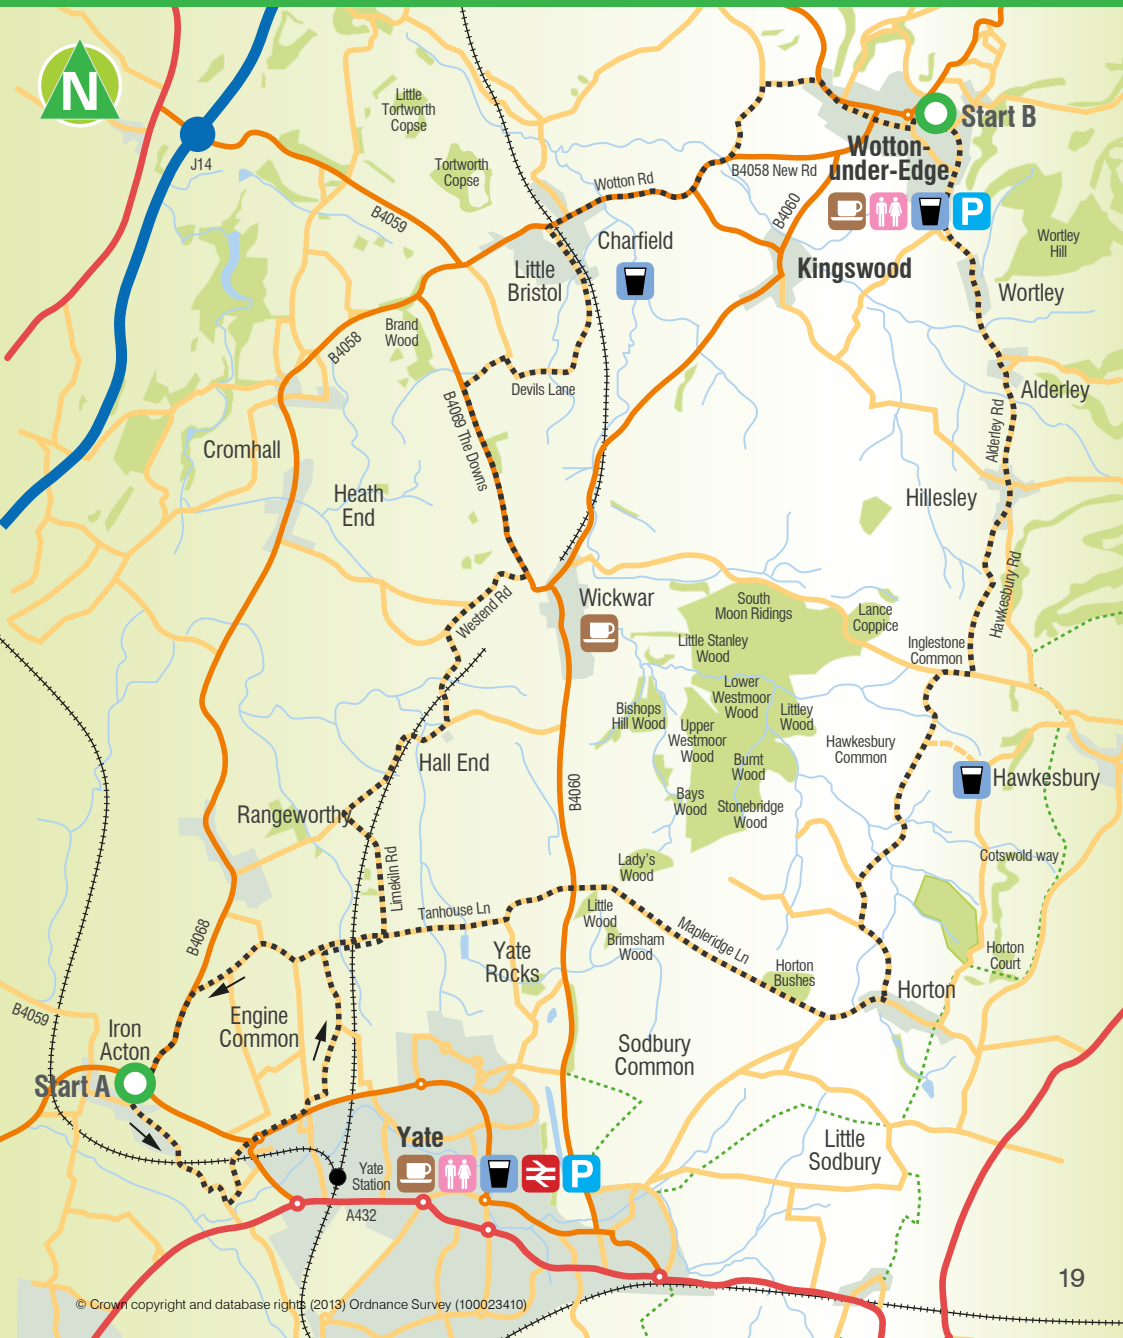 N
Little
Tortworth
Copse
Start B
J14
Wotton-
under-Edge
Tortworth
Copse
B4058 New Rd
Wotton Rd
B4060
P
B4059
Charfield
Wortley
Hill
Kingswood
Little
Bristol
Wortley
Brand
Wood
B4058
Devils Lane
Alderley
B4069 The Downs
Alderley Rd
Cromhall
Heath
End
Hillesley
Hawkesbury Rd
Wickwar
Westend Rd
South
Moon Ridings
Lance
Coppice
Little Stanley
Wood
Inglestone
Common
Lower
Westmoor
Wood
Bishops
Hill Wood
Littley
Wood
Upper
Westmoor
Wood
Hawkesbury
Common
Hall End
Burnt
Wood
Hawkesbury
B4060
Bays
Wood
Stonebridge
Wood
Rangeworthy
Cotswold way
Lady's
Wood
Limekiln Rd
Tanhouse Ln
Little
Wood
Mapleridge Ln
B4068
Brimsham
Wood
Yate
Rocks
Horton
Court
Horton
Bushes
Horton
B4059
Iron
Acton
Engine
Common
Sodbury
Common
Start A
Yate
Little
Sodbury
P
Yate
Station
A432
19
© Crown copyright and database rights (2013) Ordnance Survey (100023410)